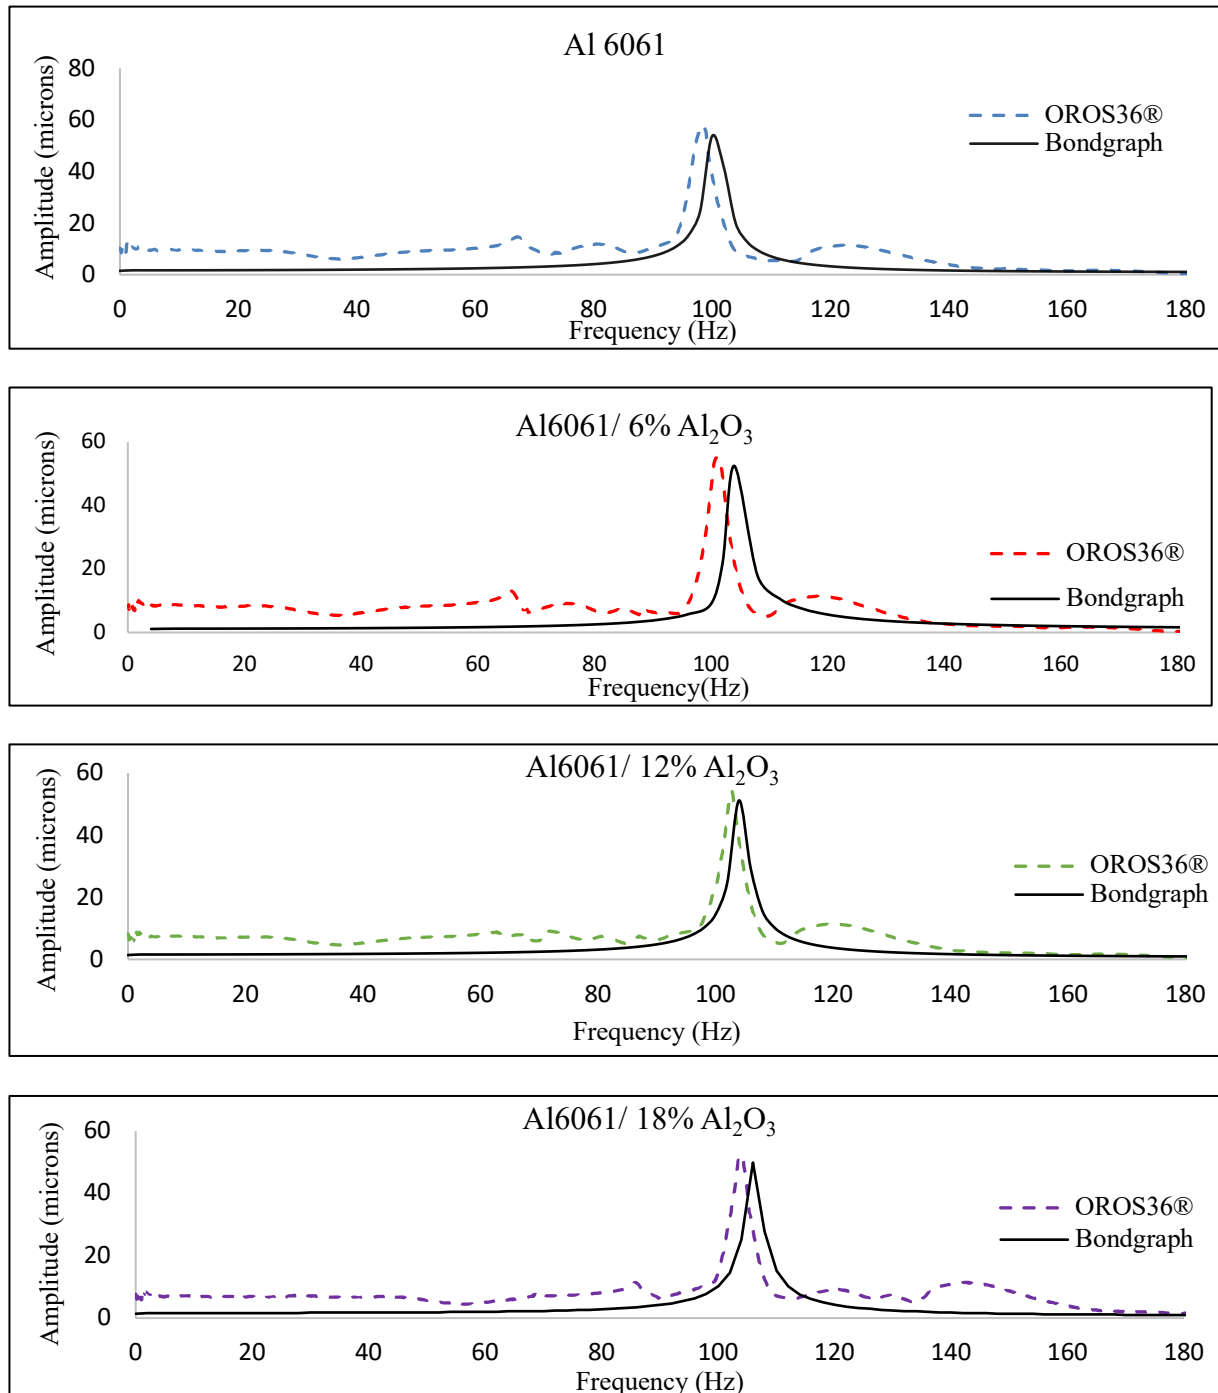 Al 6061
Amplitude (microns)
80
60
40
20
0
OROS36®
Bondgraph
0 20 40 60 80 100 120 140 160 180
Frequency (Hz)
Al6061/ 6% Al₂O₃
Amplitude (microns)
60
40
20
0
OROS36®
Bondgraph
0 20 40 60 80 100 120 140 160 180
Frequency(Hz)
Al6061/ 12% Al₂O₃
Amplitude (microns)
60
40
20
0
OROS36®
Bondgraph
0 20 40 60 80 100 120 140 160 180
Frequency (Hz)
Al6061/ 18% Al₂O₃
Amplitude (microns)
60
40
20
0
OROS36®
Bondgraph
0 20 40 60 80 100 120 140 160 180
Frequency (Hz)